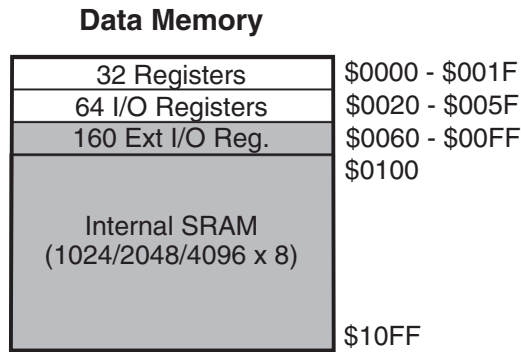 Data Memory
32 Registers $0000 - $001F
64 I/O Registers $0020 - $005F
160 Ext I/O Reg. $0060 - $00FF
$0100
Internal SRAM
(1024/2048/4096 x 8)
$10FF